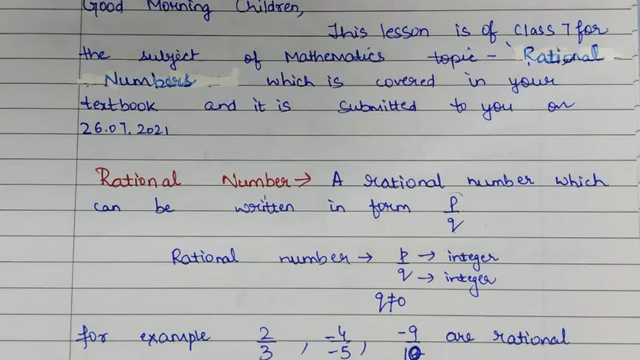 Good Morning Children,
This lesson is of Class 7 for
the subject of Mathematics topic - Rational
Numbers which is covered in your
textbook and it is submitted to you on
26.07.2021
Rational Number → A rational number which
can be written in form p/q
Rational number → p → integer
q → integer
q≠0
for example 2/3, -4/-5, -9/10 are rational